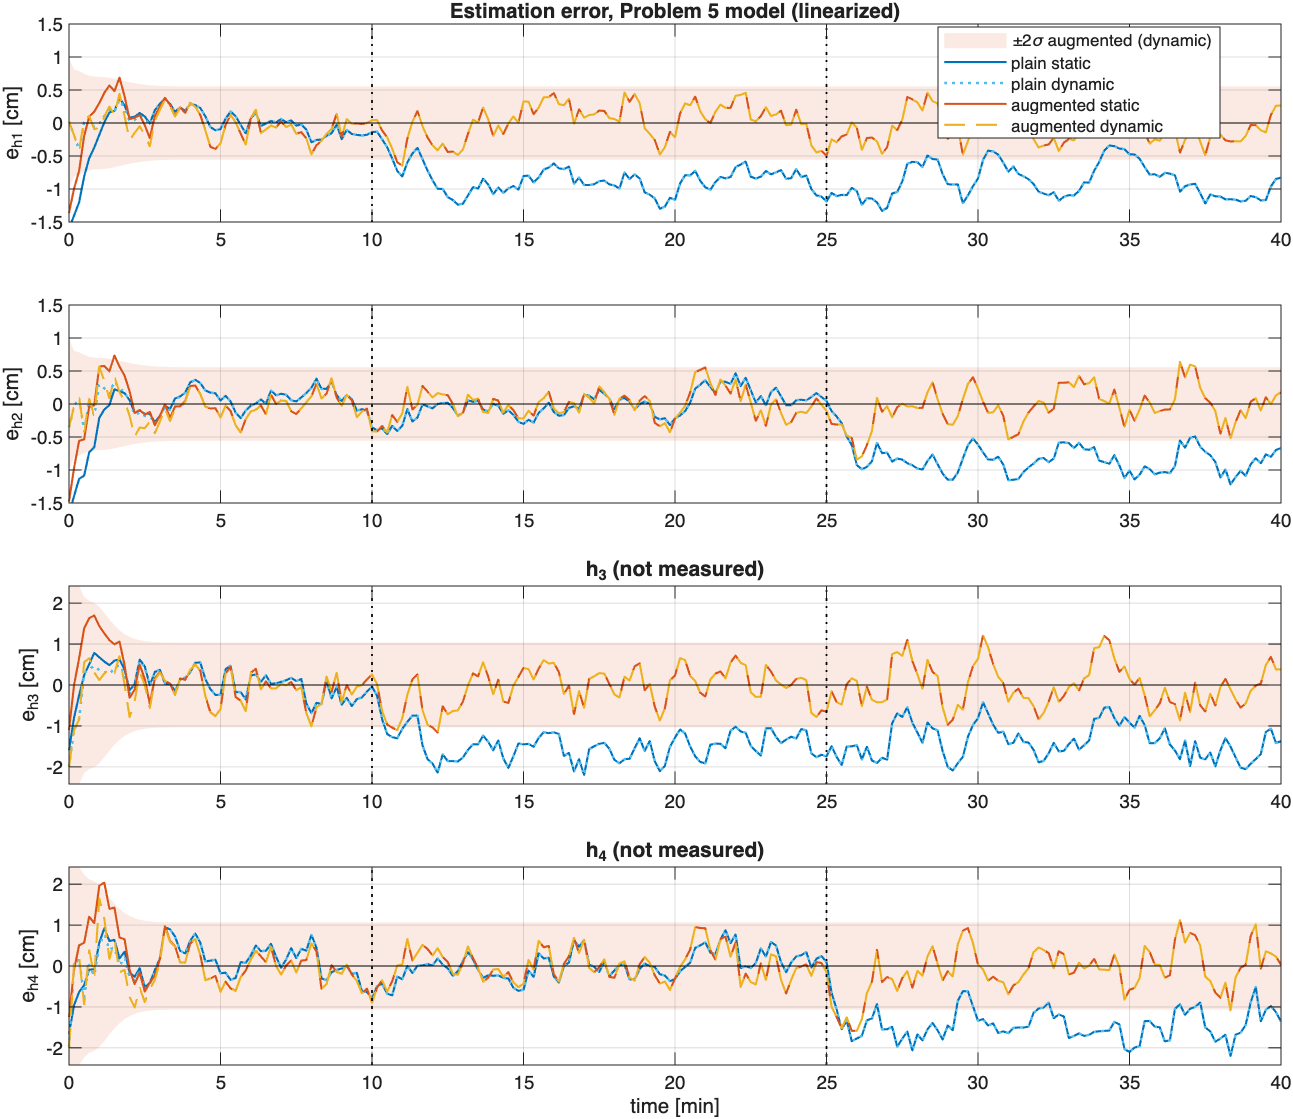 Estimation error, Problem 5 model (linearized)
e_h1 [cm]
1.5
1
0.5
0
-0.5
-1
-1.5
0 5 10 15 20 25 30 35 40
±2σ augmented (dynamic)
plain static
plain dynamic
augmented static
augmented dynamic
e_h2 [cm]
1.5
1
0.5
0
-0.5
-1
-1.5
0 5 10 15 20 25 30 35 40
h_3 (not measured)
e_h3 [cm]
2
1
0
-1
-2
0 5 10 15 20 25 30 35 40
h_4 (not measured)
e_h4 [cm]
2
1
0
-1
-2
0 5 10 15 20 25 30 35 40
time [min]